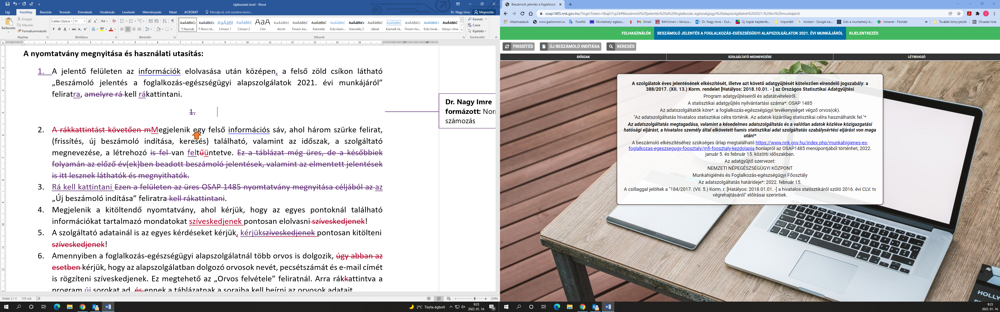 tájékoztató levél - Word
Fájl Kezdőlap Beszúrás Tervezés Elrendezés Hivatkozás Levelezés Véleményezés Nézet ACROBAT Mondja el, mit szeretne tenni... Dr. Nagy Imre Megosztás
Beillesztés
Kivágás
Másolás
Formátummásoló
Vágólap
Calibri (Szöve 11
F D A abc x₂ x²
Betűtípus
Bekezdés
AaÁáBbCc AaÁáBbCc AaÁáBbC AaÁáBbC AaA AaÁáBbC AaÁáBbCc AaÁáBbCc AaÁáBbCc AaÁáBbCc AaÁáBbCc AaÁáBbCc AaÁáBbCc AaÁáBbCc AaÁáBbCc
¶ Normál ¶ Nincs té... Címsor 1 Címsor 2 Cím Alcím Finom kie... Kiemelés Erős kiem... Kiemelés 2 Idézet Kiemelt id... Finom hiv... Erős hivat... Könyv címe
Stílusok
Keresés
Csere
Kijelölés
Szerkesztés
A nyomtatvány megnyitása és használati utasítás:
1. A jelentő felületen az információk elolvasása után középen, a felső zöld csíkon látható
„Beszámoló jelentés a foglalkozás-egészségügyi alapszolgálatok 2021. évi munkájáról”
feliratra, amelyre rá kell rákattintani.
1.
Dr. Nagy Imre
formázott: Nor
számozás
2. A rákkattintást követően mMegjelenik egy felső információs sáv, ahol három szürke felirat,
(frissítés, új beszámoló indítása, keresés) található, valamint az időszak, a szolgáltató
megnevezése, a létrehozó is fel van feltűüntetve. Ez a táblázat még üres, de a későbbiek
folyamán az előző év(ek)ben beadott beszámoló jelentések, valamint az elmentett jelentések
is itt lesznek láthatók és megnyithatók.
3. Rá kell kattintani Ezen a felületen az üres OSAP 1485 nyomtatvány megnyitása céljából az az
„Új beszámoló indítása” feliratra kell rákattintani.
4. Megjelenik a kitöltendő nyomtatvány, ahol kérjük, hogy az egyes pontoknál található
információkat tartalmazó mondatokat szíveskedjenek pontosan elolvasni szíveskedjenek!
5. A szolgáltató adatainál is az egyes kérdéseket kérjük, kérjükszíveskedjenek pontosan kitölteni
szíveskedjenek!
6. Amennyiben a foglalkozás-egészségügyi alapszolgálatnál több orvos is dolgozik, úgy abban az
esetben kérjük, hogy az alapszolgálatban dolgozó orvosok nevét, pecsétszámát és e-mail címét
is rögzíteni szíveskedjenek. Ez megtehető az „Orvos felvétele” feliratnál. Arra rákkattintva a
program új sorokat ad, és ennek a táblázatnak a soraiba kell beírni az orvosok adatait.
Oldal: 2 / 3 725 szó 228%
2°C Tiszta égbolt 9:23
2022. 01. 14. 16
Beszámoló jelentés a foglalkozás
osap1485.nnk.gov.hu/?loginToken=0kajh7cp2k#Beszámoló%20jelentés%20a%20foglalkozás-egészségügyi%20alapszolgálatok%202021.%20évi%20munkájáról
Alkalmazások www.gastronom.ru Fordító Munkahelyi egészs... Gmail BitHUmen :: Various... Dr. Nagy Imre - Out... Új Jogtár bejelentk... Importált hirstart - Google ke... Üdv a munkahelyi b... Intranet - Főoldal » További könyvjelzők Olvasási lista
FELHASZNÁLÓK BESZÁMOLÓ JELENTÉS A FOGLALKOZÁS-EGÉSZSÉGÜGYI ALAPSZOLGÁLATOK 2021. ÉVI MUNKÁJÁRÓL KIJELENTKEZÉS
FRISSÍTÉS ÚJ BESZÁMOLÓ INDÍTÁSA KERESÉS
IDŐSZAK SZOLGÁLTATÓ MEGNEVEZÉSE LÉTREHOZÓ
A szolgálatok éves jelentésének elkészítését, illetve azt követő adatgyűjtését kötelezően elrendelő jogszabály: a
388/2017. (XII. 13.) Korm. rendelet [Hatályos: 2018.10.01. - ] az Országos Statisztikai Adatgyűjtési
Program adatgyűjtéseiről és adatátvételeiről.
A statisztikai adatgyűjtés nyilvántartási száma*: OSAP 1485
Az adatszolgáltatók köre*: a foglalkozás-egészségügyi tevékenységet végző orvos(ok).
"Az adatszolgáltatás hivatalos statisztikai célra történik. Az adatok kizárólag statisztikai célra használhatók fel."*
Az adatszolgáltatás megtagadása, valamint a késedelmes adatszolgáltatás és a valótlan adatok közlése közigazgatási
hatósági eljárást, a hivatalos személy által elkövetett hamis statisztikai adat szolgáltatás szabálysértési eljárást von maga
után!*
A beszámoló elkészítéséhez szükséges űrlap megtalálható https://www.nnk.gov.hu/index.php/munkahigienes-es-
foglalkozas-egeszsegugy-foosztaly/mfi-foosztaly-kezdolapja honlapról az OSAP1485 menüpontjából történhet, 2022.
január 5. és február 15. közötti időszakban.
Az adatgyűjtő szervezet:
NEMZETI NÉPEGÉSZSÉGÜGYI KÖZPONT
Munkahigiénés és Foglalkozás-egészségügyi Főosztály
Az adatszolgáltatás határideje*: 2022. február 15.
A csillaggal jelöltek a "184/2017. (VII. 5.) Korm. r. [Hatályos: 2018.01.01. -] a hivatalos statisztikáról szóló 2016. évi CLV. tv
végrehajtásáról" előírásai szerintiek.
wacom
HOLLY
9:23
2022. 01. 14.